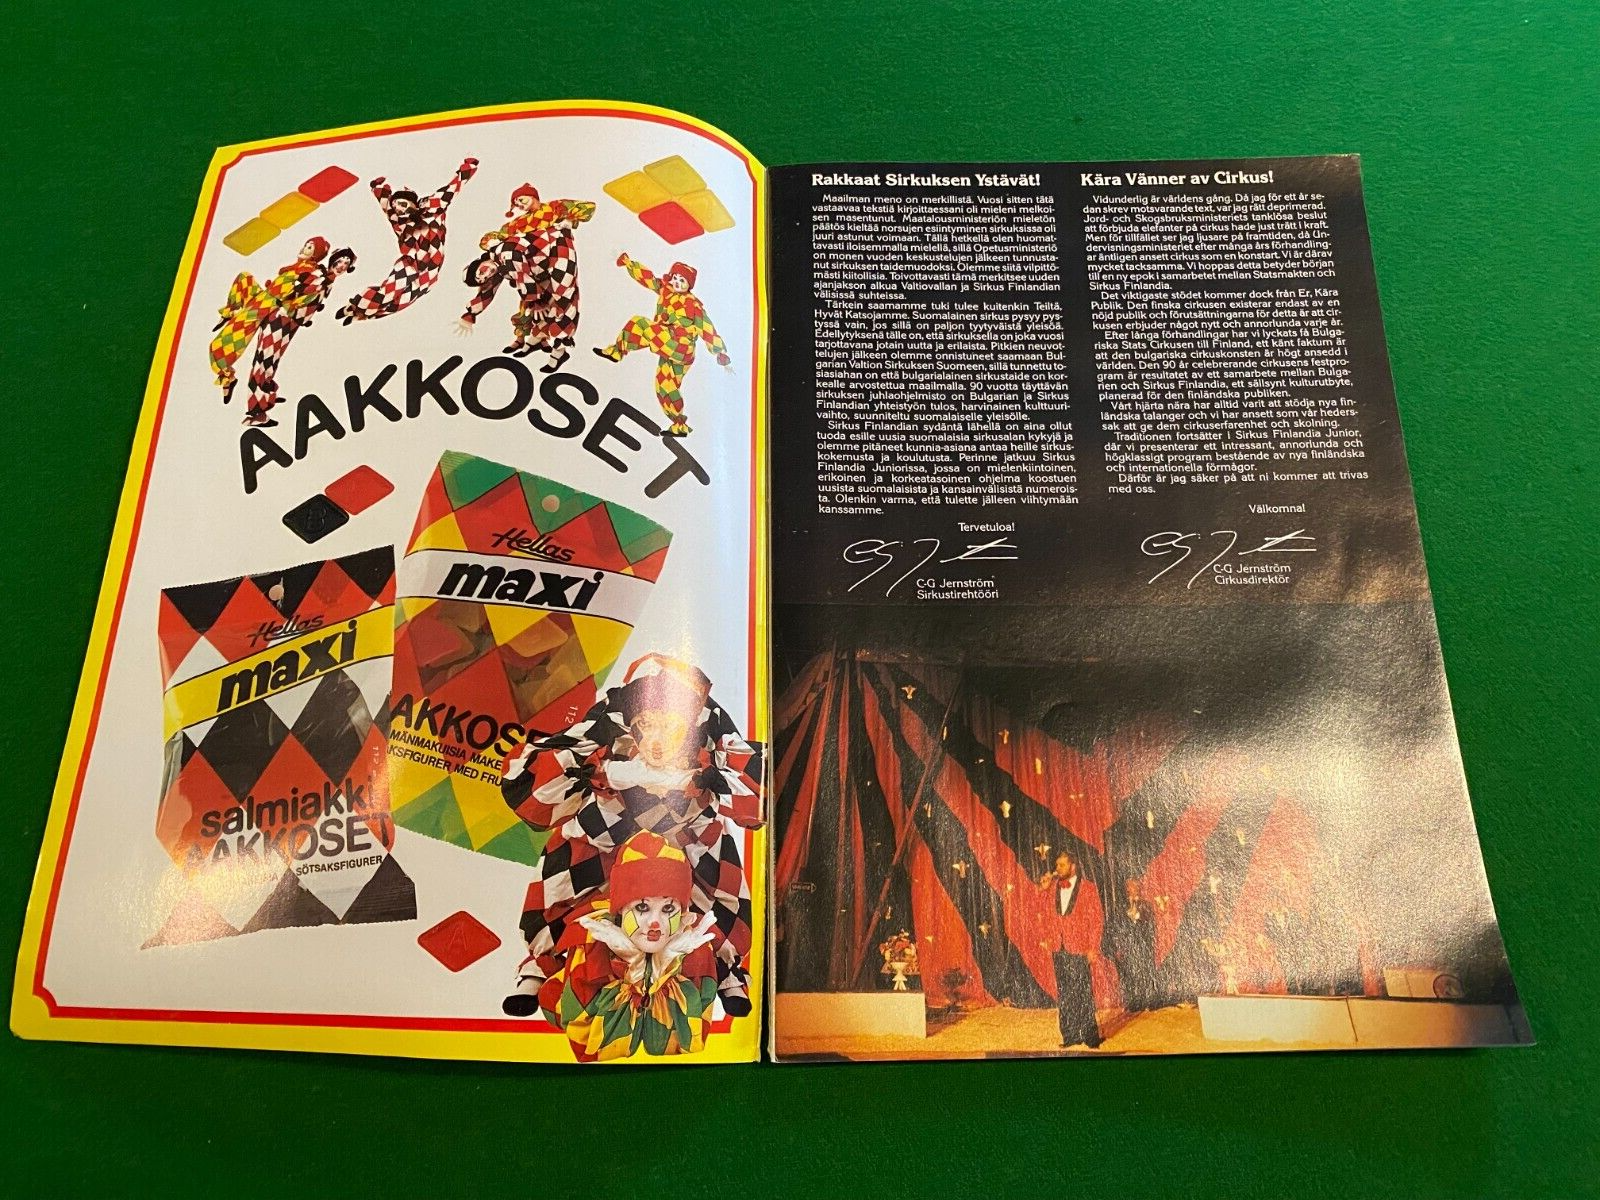 AAKKOSET
Hellas
maxi
AKKOSE
MÄNMAKUISIA MAKE
KSFIGURER MED FRU
112
Hellas
maxi
salmiakki
AAKKOSET
SÖTSAKSFIGURER
B
A
Rakkaat Sirkuksen Ystävät!
Maailman meno on merkillistä. Vuosi sitten tätä
vastaavaa tekstiä kirjoittaessani oli mieleni melkoi-
sen masentunut. Maatalousministeriön mieletön
päätös kieltää norsujen esiintyminen sirkuksissa oli
juuri astunut voimaan. Tällä hetkellä olen huomat-
tavasti iloisemmalla mielellä, sillä Opetusministeriö
on monen vuoden keskustelujen jälkeen tunnusta-
nut sirkuksen taidemuodoksi. Olemme siitä vilpittö-
mästi kiitollisia. Toivottavasti tämä merkitsee uuden
ajanjakson alkua Valtiovallan ja Sirkus Finlandian
välisissä suhteissa.
Tärkein saamamme tuki tulee kuitenkin Teiltä,
Hyvät Katsojamme. Suomalainen sirkus pysyy pys-
tyssä vain, jos sillä on paljon tyytyväistä yleisöä.
Edellytyksenä tälle on, että sirkuksella on joka vuosi
tarjottavana jotain uutta ja erilaista. Pitkien neuvot-
telujen jälkeen olemme onnistuneet saamaan Bul-
garian Valtion Sirkuksen Suomeen, sillä tunnettu to-
siasiahan on että bulgarialainen sirkustaide on kor-
kealle arvostettua maailmalla. 90 vuotta täyttävän
sirkuksen juhlaohjelmisto on Bulgarian ja Sirkus
Finlandian yhteistyön tulos, harvinainen kulttuuri-
vaihto, suunniteltu suomalaiselle yleisölle.
Sirkus Finlandian sydäntä lähellä on aina ollut
tuoda esille uusia suomalaisia sirkusalan kykyjä ja
olemme pitäneet kunnia-asiana antaa heille sirkus-
kokemusta ja koulutusta. Perinne jatkuu Sirkus
Finlandia Juniorissa, jossa on mielenkiintoinen,
erikoinen ja korkeatasoinen ohjelma koostuen
uusista suomalaisista ja kansainvälisistä numerois-
ta. Olenkin varma, että tulette jälleen viihtymään
kanssamme.
Tervetuloa!
C-G Jernström
Sirkustirehtööri
Kära Vänner av Cirkus!
Vidunderlig är världens gång. Då jag för ett år se-
dan skrev motsvarande text, var jag rätt deprimerad.
Jord- och Skogsbruksministeriets tanklösa beslut
att förbjuda elefanter på cirkus hade just trätt i kraft.
Men för tillfället ser jag ljusare på framtiden, då Un-
dervisningsministeriet efter många års förhandling-
ar äntligen ansett cirkus som en konstart. Vi är därav
mycket tacksamma. Vi hoppas detta betyder början
till en ny epok i samarbetet mellan Statsmakten och
Sirkus Finlandia.
Det viktigaste stödet kommer dock från Er, Kära
Publik. Den finska cirkusen existerar endast av en
nöjd publik och förutsättningarna för detta är att cir-
kusen erbjuder något nytt och annorlunda varje år.
Efter långa förhandlingar har vi lyckats få Bulga-
riska Stats Cirkusen till Finland, ett känt faktum är
att den bulgariska cirkuskonsten är högt ansedd i
världen. Den 90 år celebrerande cirkusens festpro-
gram är resultatet av ett samarbete mellan Bulga-
rien och Sirkus Finlandia, ett sällsynt kulturutbyte,
planerad för den finländska publiken.
Vårt hjärta nära har alltid varit att stödja nya fin-
ländska talanger och vi har ansett som vår heders-
sak att ge dem cirkuserfarenhet och skolning.
Traditionen fortsätter i Sirkus Finlandia Junior,
där vi presenterar ett intressant, annorlunda och
högklassigt program bestående av nya finländska
och internationella förmågor.
Därför är jag säker på att ni kommer att trivas
med oss.
Välkomna!
C-G Jernström
Cirkusdirektör